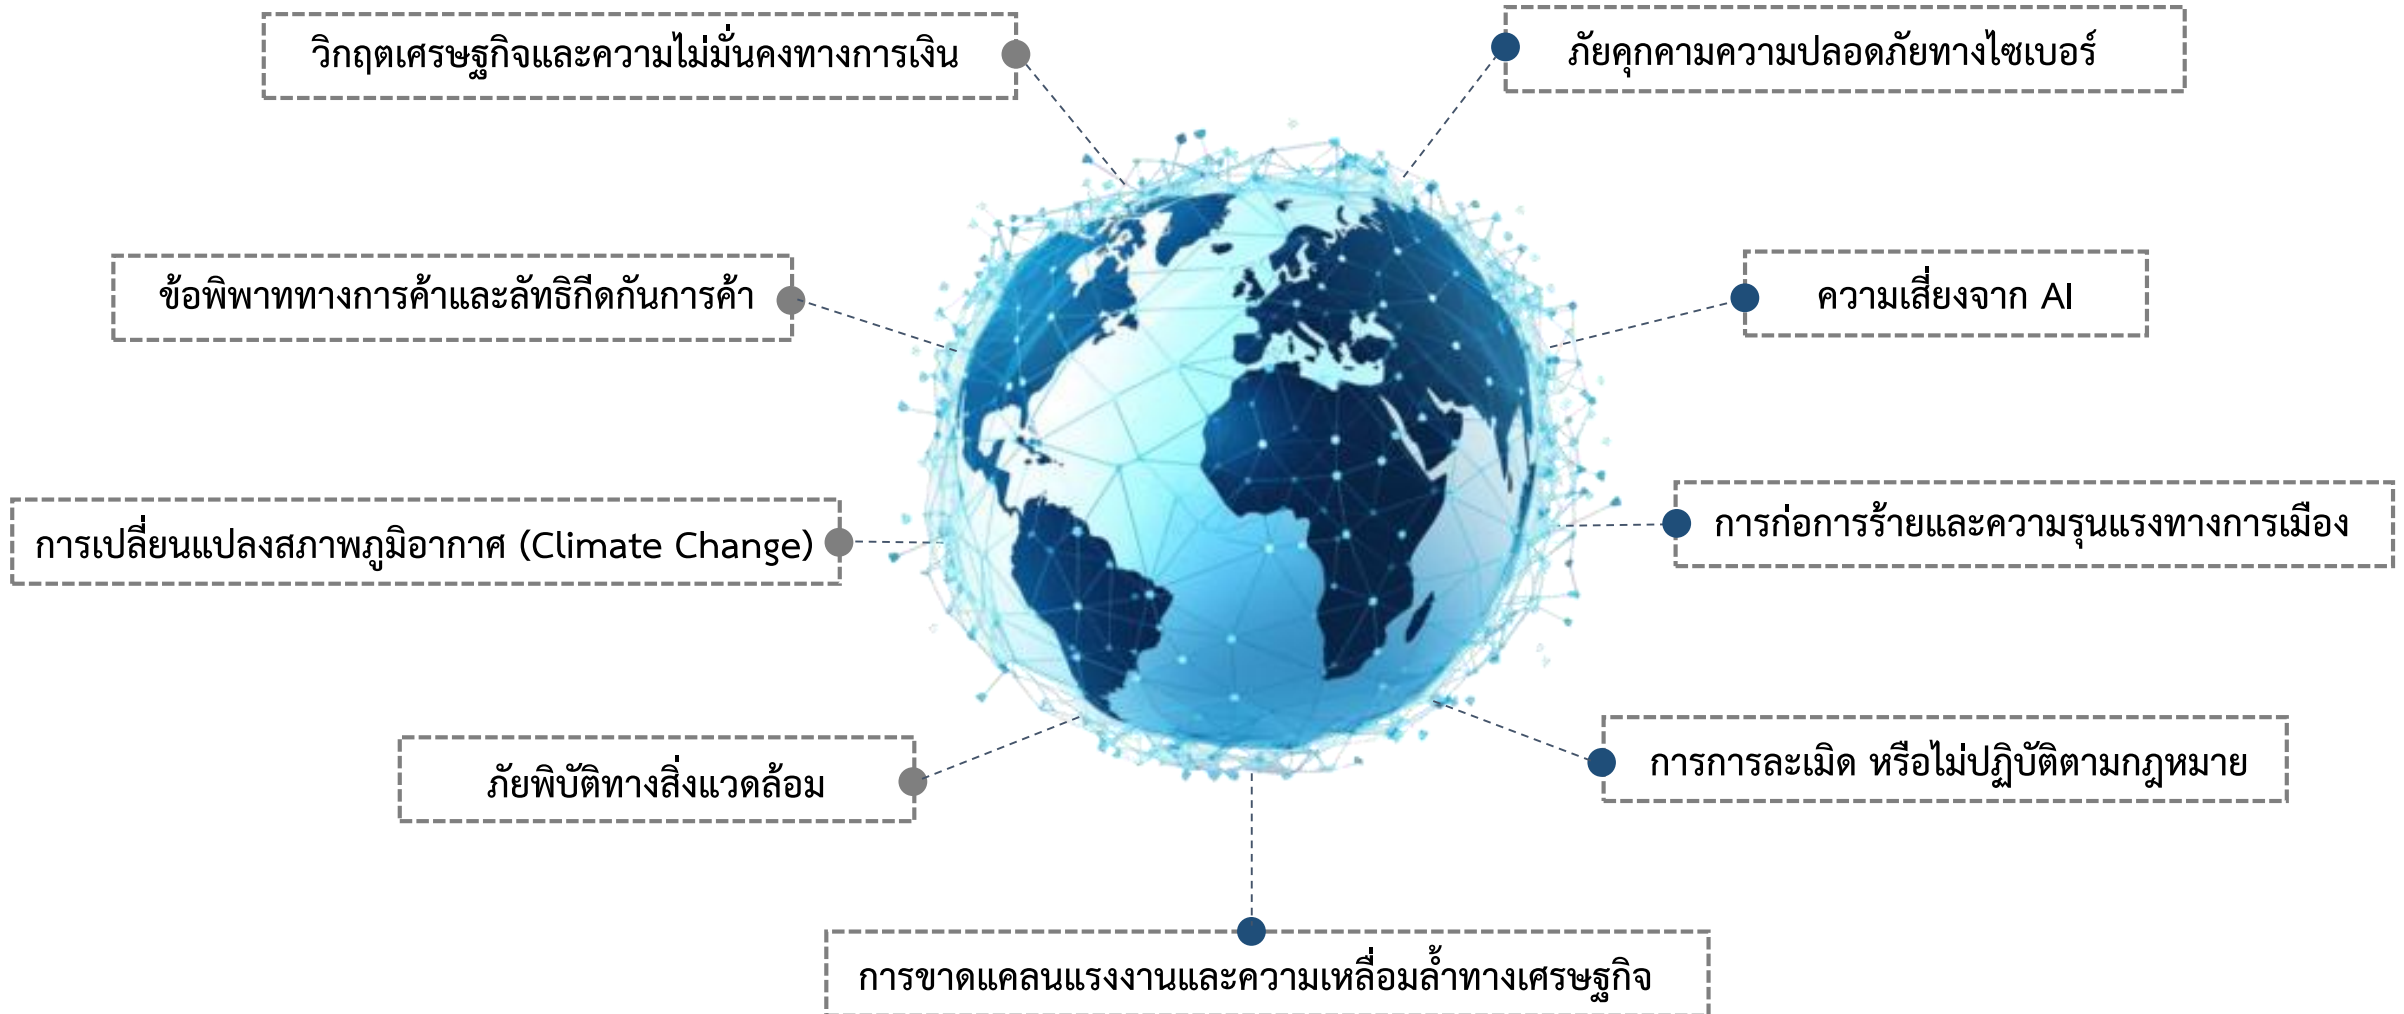 วิกฤตเศรษฐกิจและความไม่มั่นคงทางการเงิน
ภัยคุกคามความปลอดภัยทางไซเบอร์
ข้อพิพาททางการค้าและลัทธิกีดกันการค้า
ความเสี่ยงจาก AI
การเปลี่ยนแปลงสภาพภูมิอากาศ (Climate Change)
การก่อการร้ายและความรุนแรงทางการเมือง
ภัยพิบัติทางสิ่งแวดล้อม
การการละเมิด หรือไม่ปฏิบัติตามกฎหมาย
การขาดแคลนแรงงานและความเหลื่อมล้ำทางเศรษฐกิจ